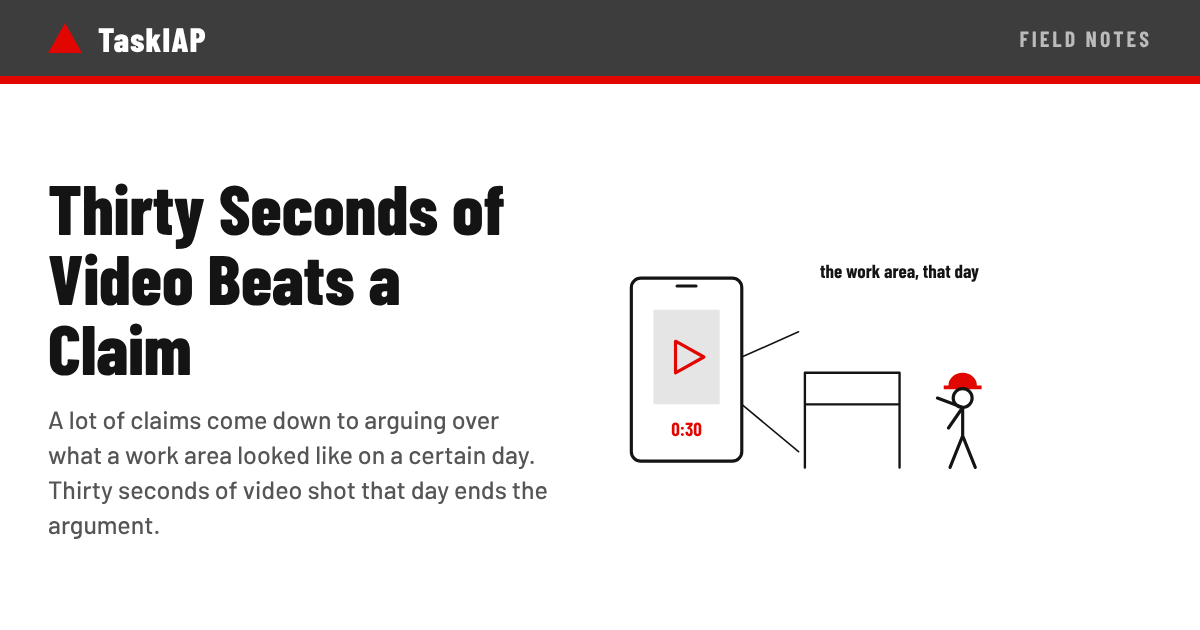 TaskIAP
FIELD NOTES
Thirty Seconds of
Video Beats a
Claim
A lot of claims come down to arguing over
what a work area looked like on a certain day.
Thirty seconds of video shot that day ends the
argument.
the work area, that day
0:30